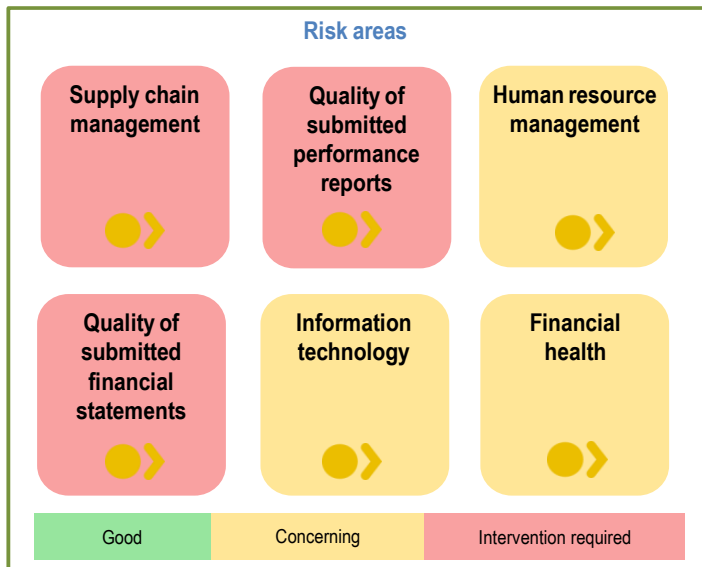 Risk areas
Supply chain
management
Quality of
submitted
performance
reports
Human resource
management
Quality of
submitted
financial
statements
Information
technology
Financial
health
Good
Concerning
Intervention required